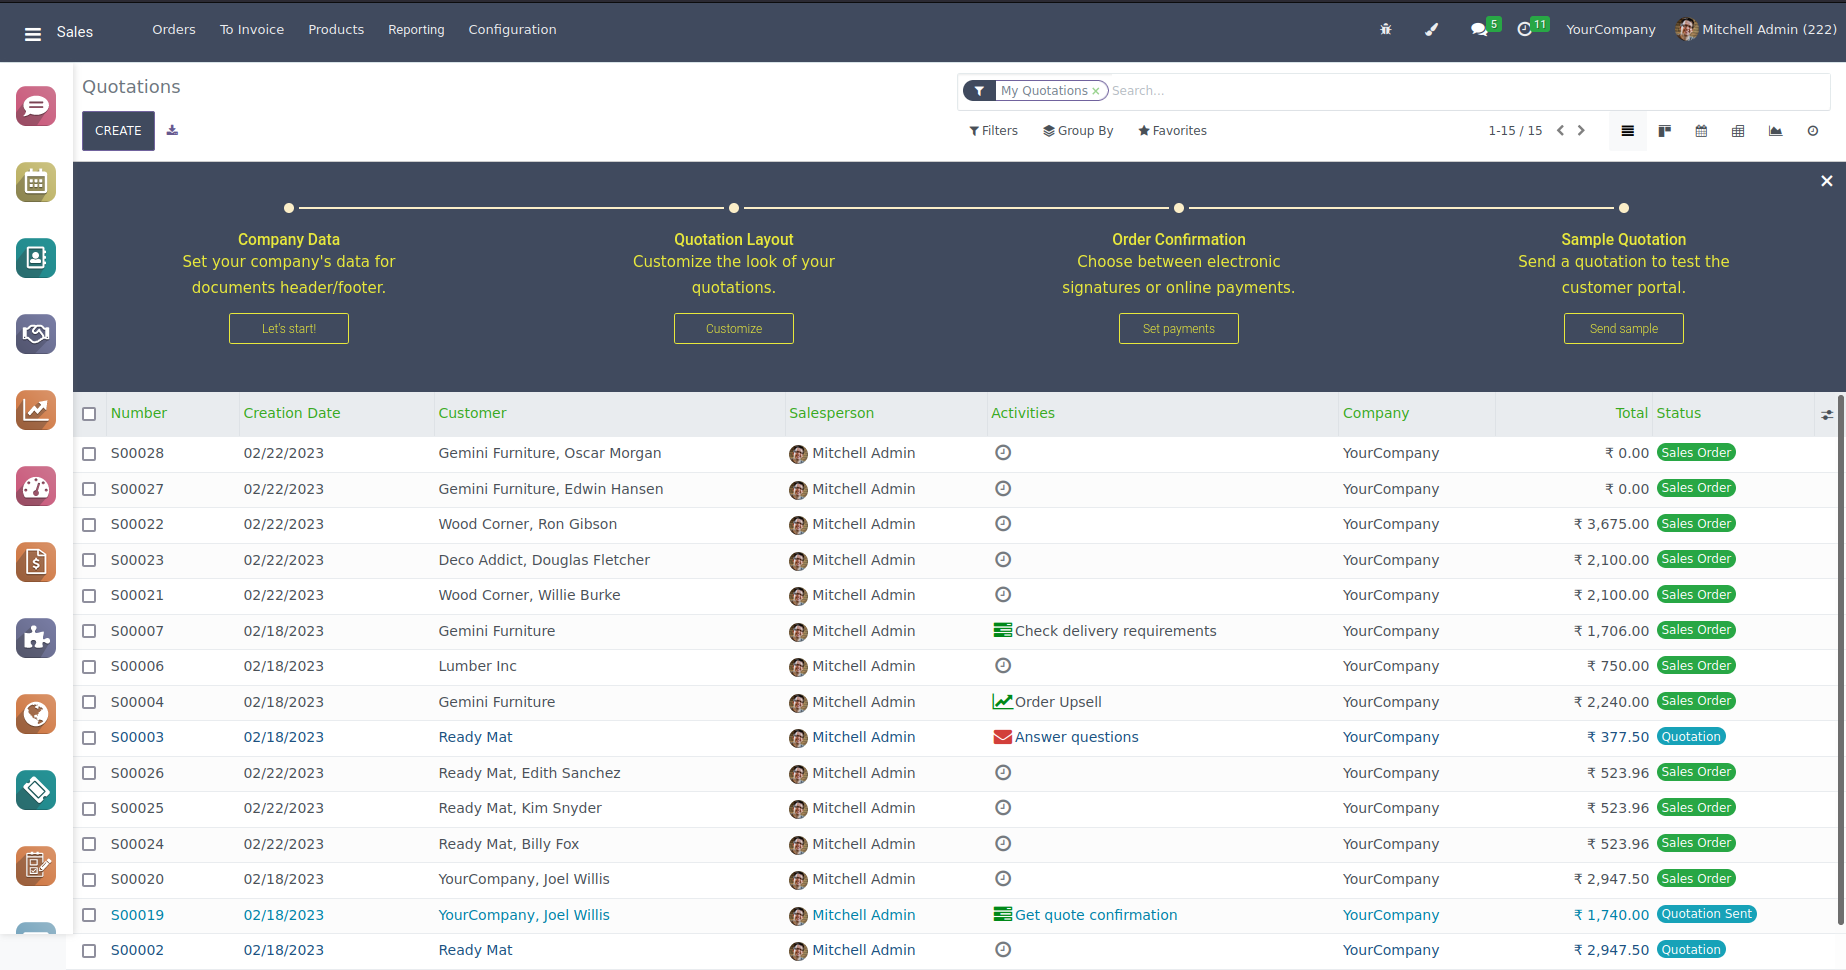 Sales Orders To Invoice Products Reporting Configuration 5 11 YourCompany Mitchell Admin (222)
Quotations
My Quotations × Search...
CREATE
Filters Group By Favorites 1-15 / 15
Company Data
Set your company's data for
documents header/footer.
Let's start!
Quotation Layout
Customize the look of your
quotations.
Customize
Order Confirmation
Choose between electronic
signatures or online payments.
Set payments
Sample Quotation
Send a quotation to test the
customer portal.
Send sample
Number Creation Date Customer Salesperson Activities Company Total Status
S00028 02/22/2023 Gemini Furniture, Oscar Morgan Mitchell Admin YourCompany ₹ 0.00 Sales Order
S00027 02/22/2023 Gemini Furniture, Edwin Hansen Mitchell Admin YourCompany ₹ 0.00 Sales Order
S00022 02/22/2023 Wood Corner, Ron Gibson Mitchell Admin YourCompany ₹ 3,675.00 Sales Order
S00023 02/22/2023 Deco Addict, Douglas Fletcher Mitchell Admin YourCompany ₹ 2,100.00 Sales Order
S00021 02/22/2023 Wood Corner, Willie Burke Mitchell Admin YourCompany ₹ 2,100.00 Sales Order
S00007 02/18/2023 Gemini Furniture Mitchell Admin Check delivery requirements YourCompany ₹ 1,706.00 Sales Order
S00006 02/18/2023 Lumber Inc Mitchell Admin YourCompany ₹ 750.00 Sales Order
S00004 02/18/2023 Gemini Furniture Mitchell Admin Order Upsell YourCompany ₹ 2,240.00 Sales Order
S00003 02/18/2023 Ready Mat Mitchell Admin Answer questions YourCompany ₹ 377.50 Quotation
S00026 02/22/2023 Ready Mat, Edith Sanchez Mitchell Admin YourCompany ₹ 523.96 Sales Order
S00025 02/22/2023 Ready Mat, Kim Snyder Mitchell Admin YourCompany ₹ 523.96 Sales Order
S00024 02/22/2023 Ready Mat, Billy Fox Mitchell Admin YourCompany ₹ 523.96 Sales Order
S00020 02/18/2023 YourCompany, Joel Willis Mitchell Admin YourCompany ₹ 2,947.50 Sales Order
S00019 02/18/2023 YourCompany, Joel Willis Mitchell Admin Get quote confirmation YourCompany ₹ 1,740.00 Quotation Sent
S00002 02/18/2023 Ready Mat Mitchell Admin YourCompany ₹ 2,947.50 Quotation